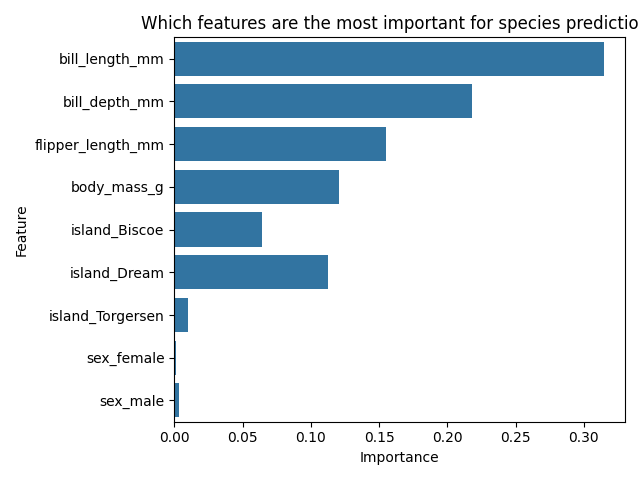 Which features are the most important for species predictio
bill_length_mm
bill_depth_mm
flipper_length_mm
body_mass_g
island_Biscoe
island_Dream
island_Torgersen
sex_female
sex_male
Feature
0.00 0.05 0.10 0.15 0.20 0.25 0.30
Importance